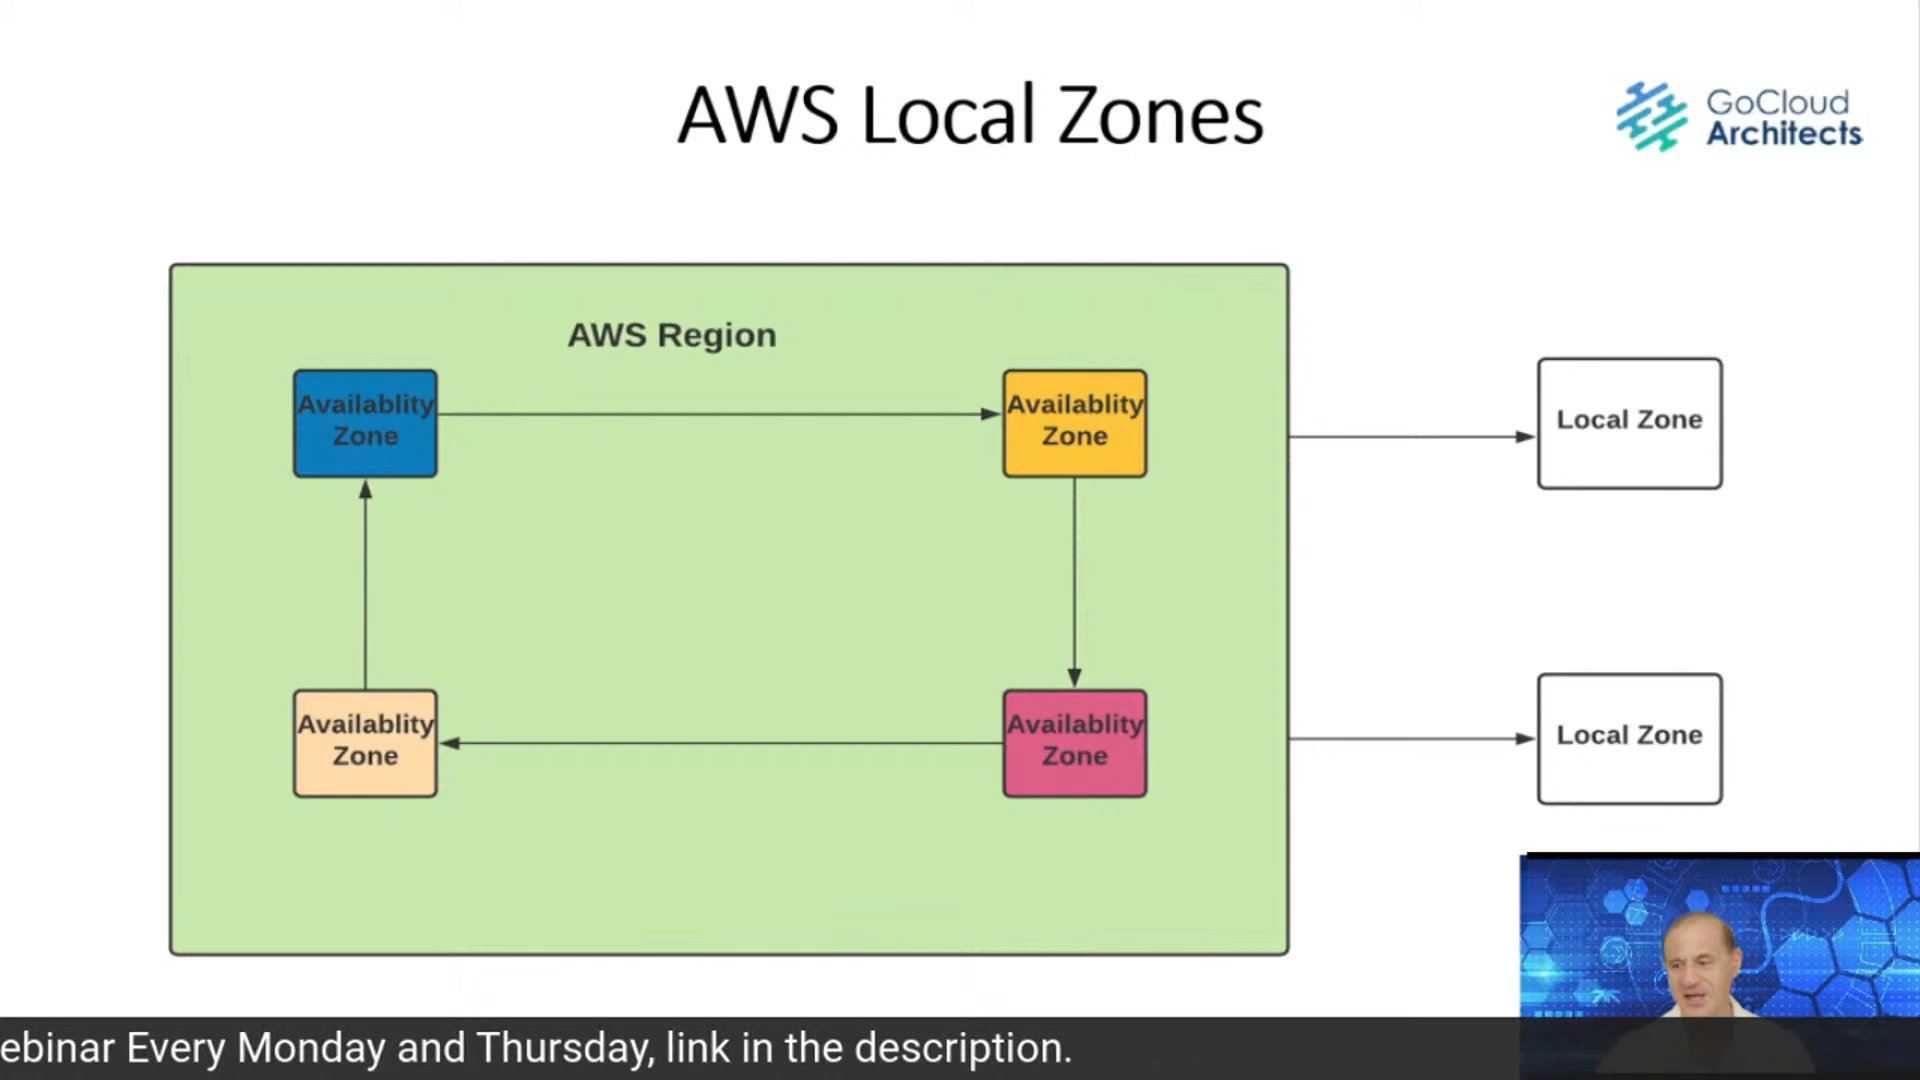 AWS Local Zones
GoCloud
Architects
AWS Region
Availablity
Zone
Availablity
Zone
Local Zone
Availablity
Zone
Availablity
Zone
Local Zone
ebinar Every Monday and Thursday, link in the description.